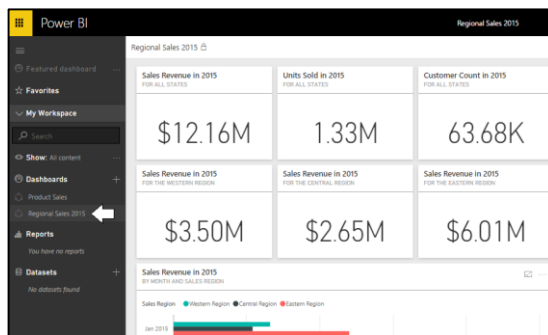 Power BI
Regional Sales 2015
Regional Sales 2015
Featured dashboard
Favorites
My Workspace
Search
Show: All content
Dashboards
Product Sales
Regional Sales 2015
Reports
You have no reports
Datasets
No datasets found
Sales Revenue in 2015
FOR ALL STATES
$12.16M
Units Sold in 2015
FOR ALL STATES
1.33M
Customer Count in 2015
FOR ALL STATES
63.68K
Sales Revenue in 2015
FOR THE WESTERN REGION
$3.50M
Sales Revenue in 2015
FOR THE CENTRAL REGION
$2.65M
Sales Revenue in 2015
FOR THE EASTERN REGION
$6.01M
Sales Revenue in 2015
BY MONTH AND SALES REGION
Sales Region Western Region Central Region Eastern Region
Jan 2015